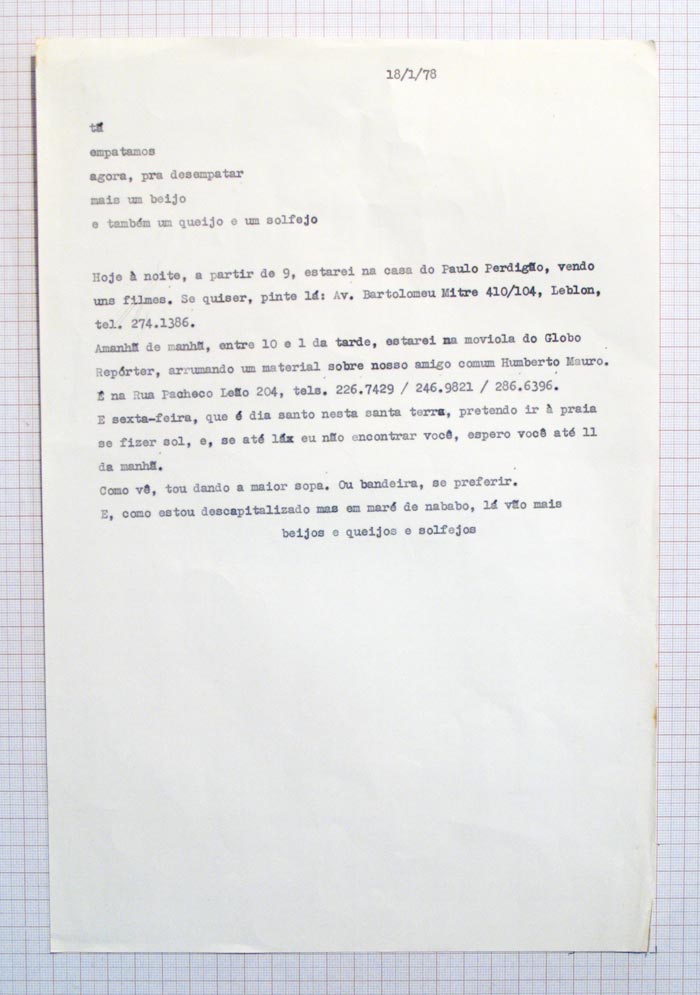 18/1/78
tá
empatamos
agora, pra desempatar
mais um beijo
e também um queijo e um solfejo
Hoje à noite, a partir de 9, estarei na casa do Paulo Perdigão, vendo
uns filmes. Se quiser, pinte lá: Av. Bartolomeu Mitre 410/104, Leblon,
tel. 274.1386.
Amanhã de manhã, entre 10 e 1 da tarde, estarei na moviola do Globo
Repórter, arrumando um material sobre nosso amigo comum Humberto Mauro.
É na Rua Pacheco Leão 204, tels. 226.7429 / 246.9821 / 286.6396.
E sexta-feira, que é dia santo nesta santa terra, pretendo ir à praia
se fizer sol, e, se até láx eu não encontrar você, espero você até 11
da manhã.
Como vê, tou dando a maior sopa. Ou bandeira, se preferir.
E, como estou descapitalizado mas em maré de nababo, lá vão mais
beijos e queijos e solfejos